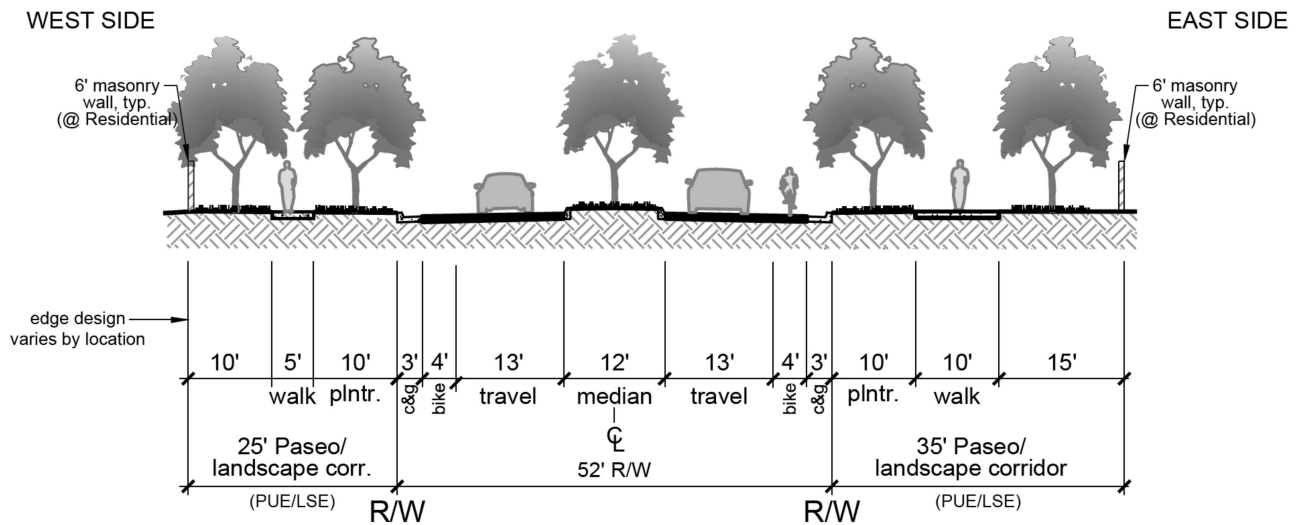 WEST SIDE
EAST SIDE
6' masonry
wall, typ.
(@ Residential)
6' masonry
wall, typ.
(@ Residential)
edge design
varies by location
10'
5'
10'
3'
4'
13'
12'
13'
4'
3'
10'
10'
15'
walk
plntr.
c&g
bike
travel
median
travel
bike
c&g
plntr.
walk
25' Paseo/
landscape corr.
(PUE/LSE)
℄
52' R/W
35' Paseo/
landscape corridor
(PUE/LSE)
R/W
R/W